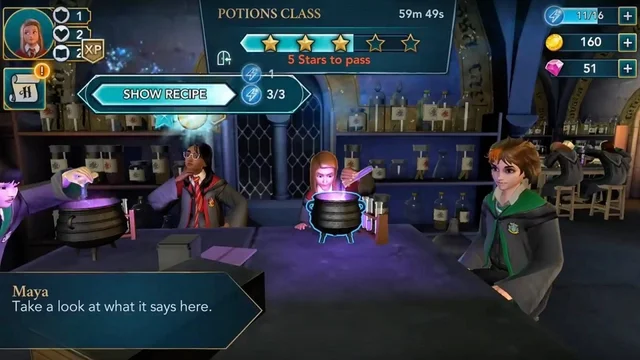 1
2
2
XP
POTIONS CLASS
59m 49s
5 Stars to pass
11/16
160
51
1
SHOW RECIPE
3/3
Maya
Take a look at what it says here.